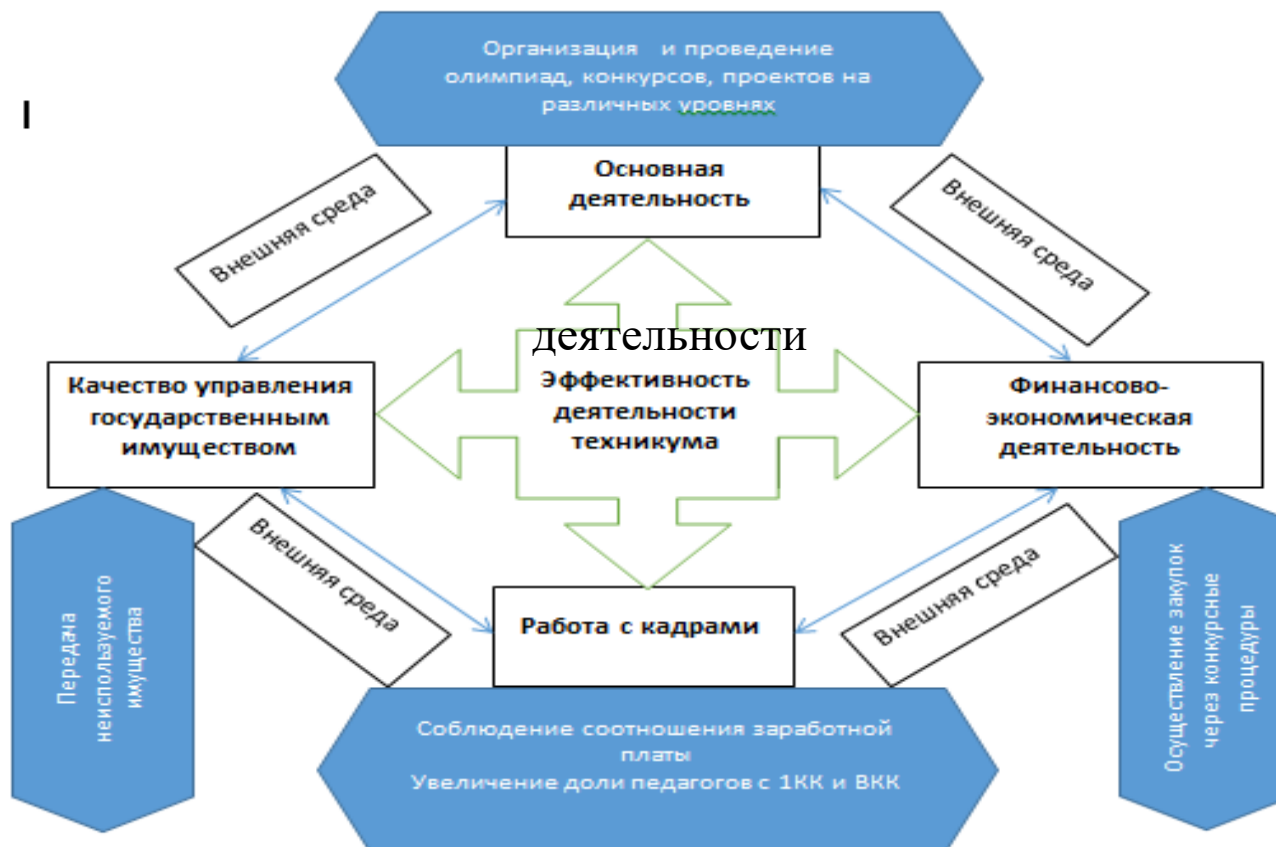 Организация и проведение
олимпиад, конкурсов, проектов на
различных уровнях
I
Основная
деятельность
Внешняя среда
Внешняя среда
деятельности
Качество управления
государственным
имуществом
Эффективность
деятельности
техникума
Финансово-
экономическая
деятельность
Внешняя среда
Внешняя среда
Передача
неиспользуемого
имущества
Работа с кадрами
Осуществление закупок
через конкурсные
процедуры
Соблюдение соотношения заработной
платы
Увеличение доли педагогов с 1КК и ВКК